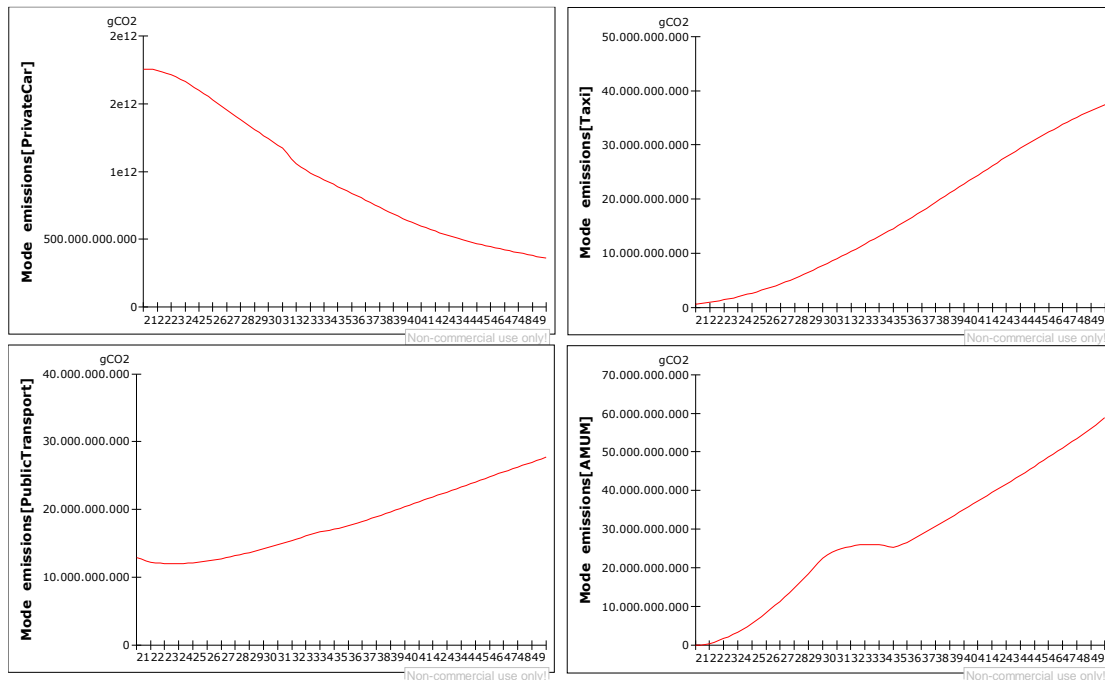 gCO2
Mode emissions[PrivateCar]
2e12
2e12
1e12
500.000.000.000
0
2122232425262728293031323334353637383940414243444546474849
Non-commercial use only!
gCO2
Mode emissions[Taxi]
50.000.000.000
40.000.000.000
30.000.000.000
20.000.000.000
10.000.000.000
0
2122232425262728293031323334353637383940414243444546474849
Non-commercial use only!
gCO2
Mode emissions[PublicTransport]
40.000.000.000
30.000.000.000
20.000.000.000
10.000.000.000
0
2122232425262728293031323334353637383940414243444546474849
Non-commercial use only!
gCO2
Mode emissions[AMUM]
70.000.000.000
60.000.000.000
50.000.000.000
40.000.000.000
30.000.000.000
20.000.000.000
10.000.000.000
0
2122232425262728293031323334353637383940414243444546474849
Non-commercial use only!